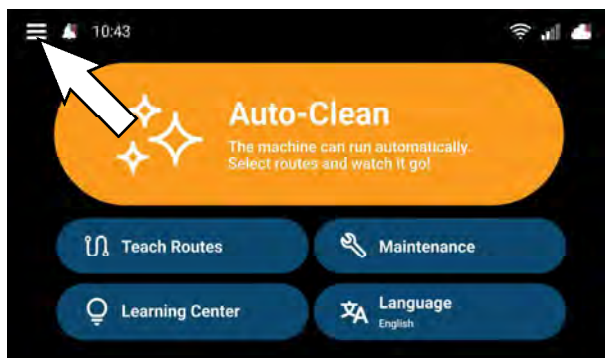 10:43
Auto-Clean
The machine can run automatically.
Select routes and watch it go!
Teach Routes
Maintenance
Learning Center
Language
English